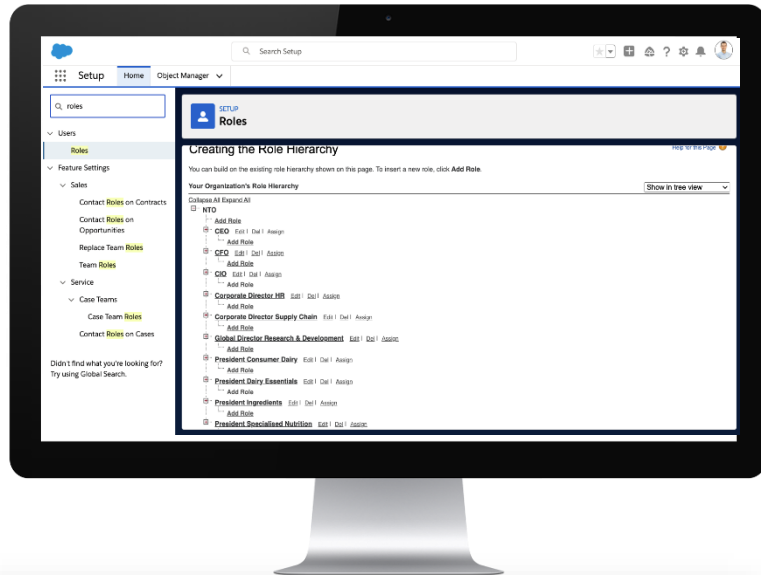 Search Setup
Setup
Home
Object Manager
roles
Users
Roles
Feature Settings
Sales
Contact Roles on Contracts
Contact Roles on
Opportunities
Replace Team Roles
Team Roles
Service
Case Teams
Case Team Roles
Contact Roles on Cases
Didn't find what you're looking for?
Try using Global Search.
SETUP
Roles
Creating the Role Hierarchy
Help for this Page
You can build on the existing role hierarchy shown on this page. To insert a new role, click Add Role.
Your Organization's Role Hierarchy
Show in tree view
Collapse All Expand All
NTO
Add Role
CEO Edit | Del | Assign
Add Role
CFO Edit | Del | Assign
Add Role
CIO Edit | Del | Assign
Add Role
Corporate Director HR Edit | Del | Assign
Add Role
Corporate Director Supply Chain Edit | Del | Assign
Add Role
Global Director Research & Development Edit | Del | Assign
Add Role
President Consumer Dairy Edit | Del | Assign
Add Role
President Dairy Essentials Edit | Del | Assign
Add Role
President Ingredients Edit | Del | Assign
Add Role
President Specialised Nutrition Edit | Del | Assign